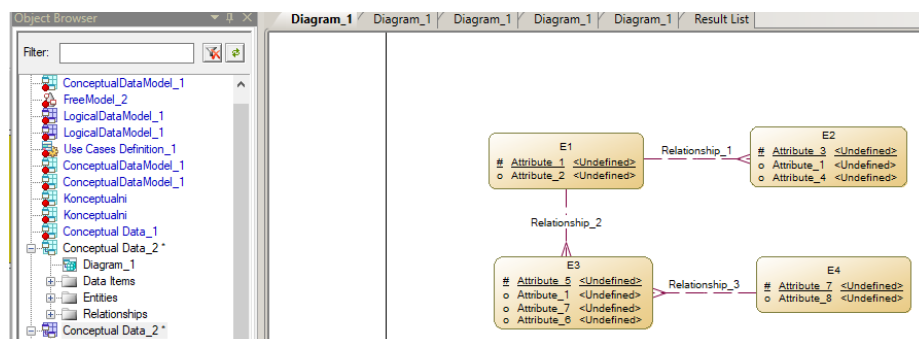 Object Browser
Filter:
ConceptualDataModel_1
FreeModel_2
LogicalDataModel_1
LogicalDataModel_1
Use Cases Definition_1
ConceptualDataModel_1
ConceptualDataModel_1
Konceptualni
Konceptualni
Conceptual Data_1
Conceptual Data_2 *
Diagram_1
Data Items
Entities
Relationships
Conceptual Data_2 *
Diagram_1 Diagram_1 Diagram_1 Diagram_1 Diagram_1 Result List
E1
# Attribute_1 <Undefined>
o Attribute_2 <Undefined>
Relationship_1
E2
# Attribute_3 <Undefined>
o Attribute_1 <Undefined>
o Attribute_4 <Undefined>
Relationship_2
E3
# Attribute_5 <Undefined>
o Attribute_1 <Undefined>
o Attribute_7 <Undefined>
o Attribute_6 <Undefined>
Relationship_3
E4
# Attribute_7 <Undefined>
o Attribute_8 <Undefined>